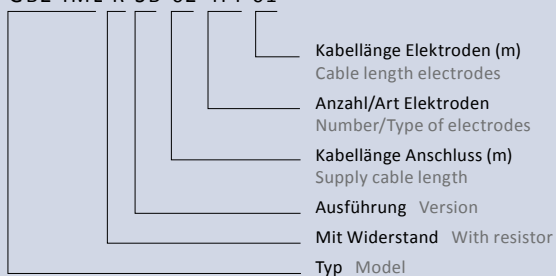 Kabellänge Elektroden (m)
Cable length electrodes
Anzahl/Art Elektroden
Number/Type of electrodes
Kabellänge Anschluss (m)
Supply cable length
Ausführung Version
Mit Widerstand With resistor
Typ Model